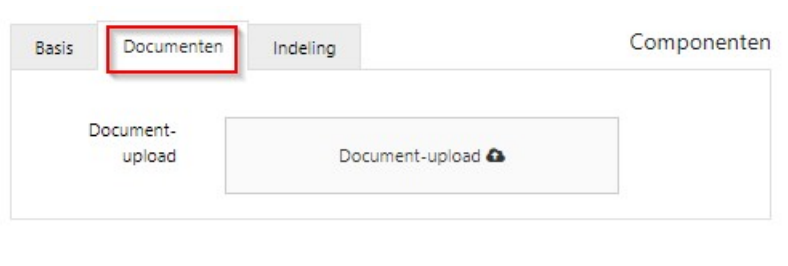 Basis Documenten Indeling Componenten
Document-
upload
Document-upload